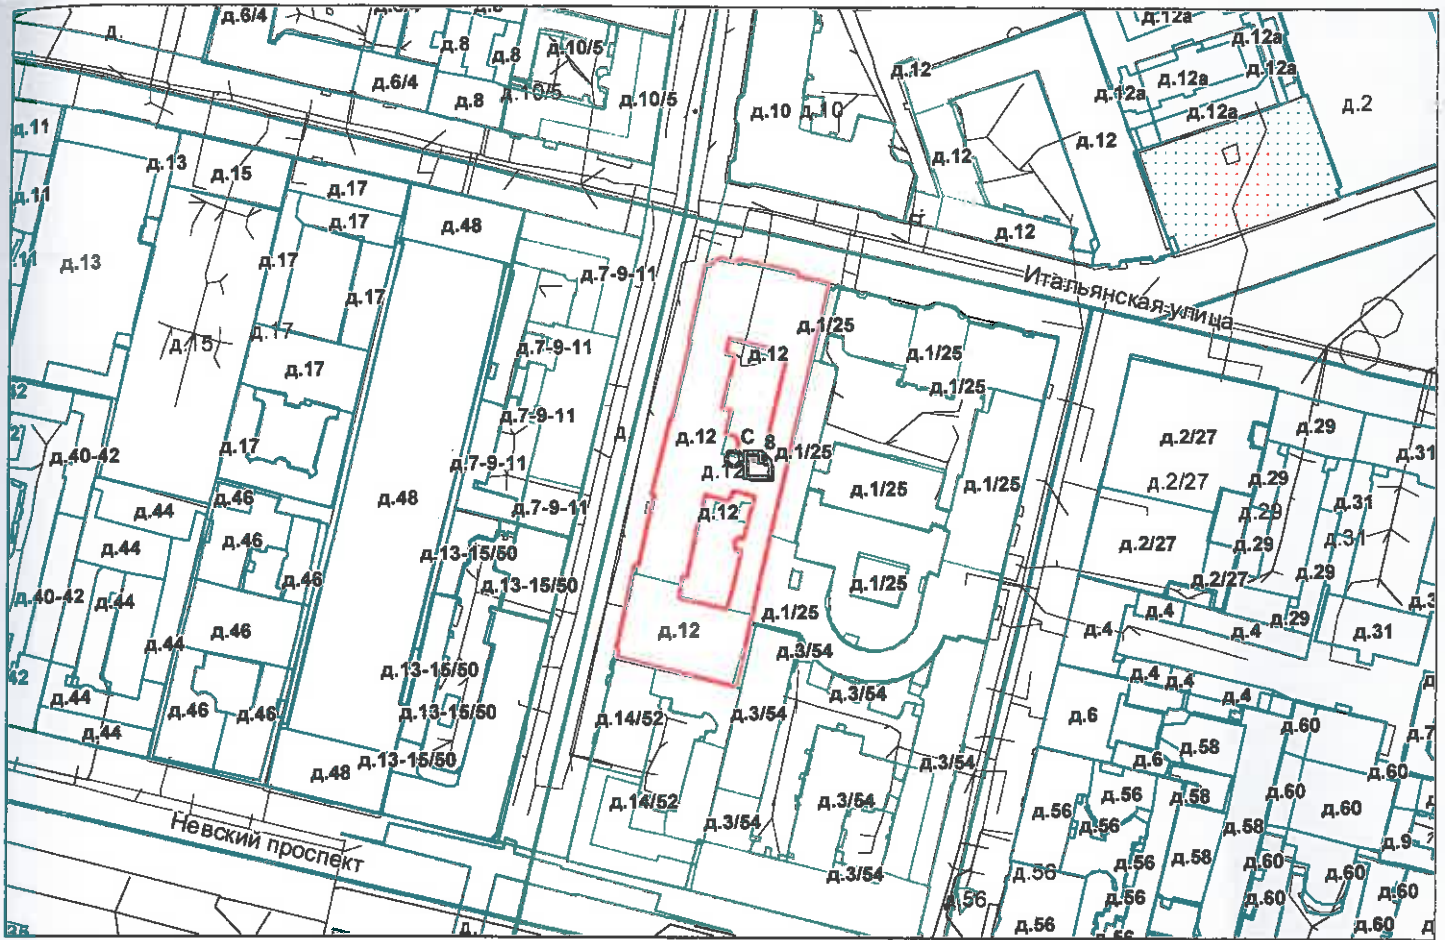 д.6/4
д.8
д.8
д.10/5
д.12а
д.12а
д.12а
д.12а
д.12а
д.12а
д.6/4
д.8
д.10/5
д.10/5
д.10
д.10
д.12
д.2
д.11
д.13
д.15
д.17
д.17
д.48
д.12
д.12
д.12
д.11
д.13
д.17
д.17
д.7-9-11
Итальянская улица
д.15
д.17
д.17
д.7-9-11
д.12
д.1/25
д.1/25
д.1/25
д.7-9-11
д.12
С
8
д.1/25
д.2/27
д.29
д.31
д.40-42
д.17
д.7-9-11
д.12
д.1/25
д.1/25
д.2/27
д.29
д.31
д.44
д.46
д.48
д.7-9-11
д.12
д.29
д.31
д.44
д.46
д.13-15/50
д.2/27
д.29
д.40-42
д.44
д.46
д.13-15/50
д.1/25
д.2/27
д.29
д.44
д.46
д.12
д.1/25
д.4
д.4
д.4
д.29
д.31
д.44
д.46
д.46
д.13-15/50
д.3/54
д.3/54
д.4
д.4
д.4
д.44
д.13-15/50
д.14/52
д.3/54
д.6
д.58
д.60
д.48
д.13-15/50
д.3/54
д.6
д.60
Невский проспект
д.14/52
д.3/54
д.3/54
д.56
д.56
д.56
д.58
д.58
д.60
д.60
д.9
д.3/54
д.56
д.56
д.58
д.60
д.60
д.60
д.56
д.56
д.56
д.60
д.60